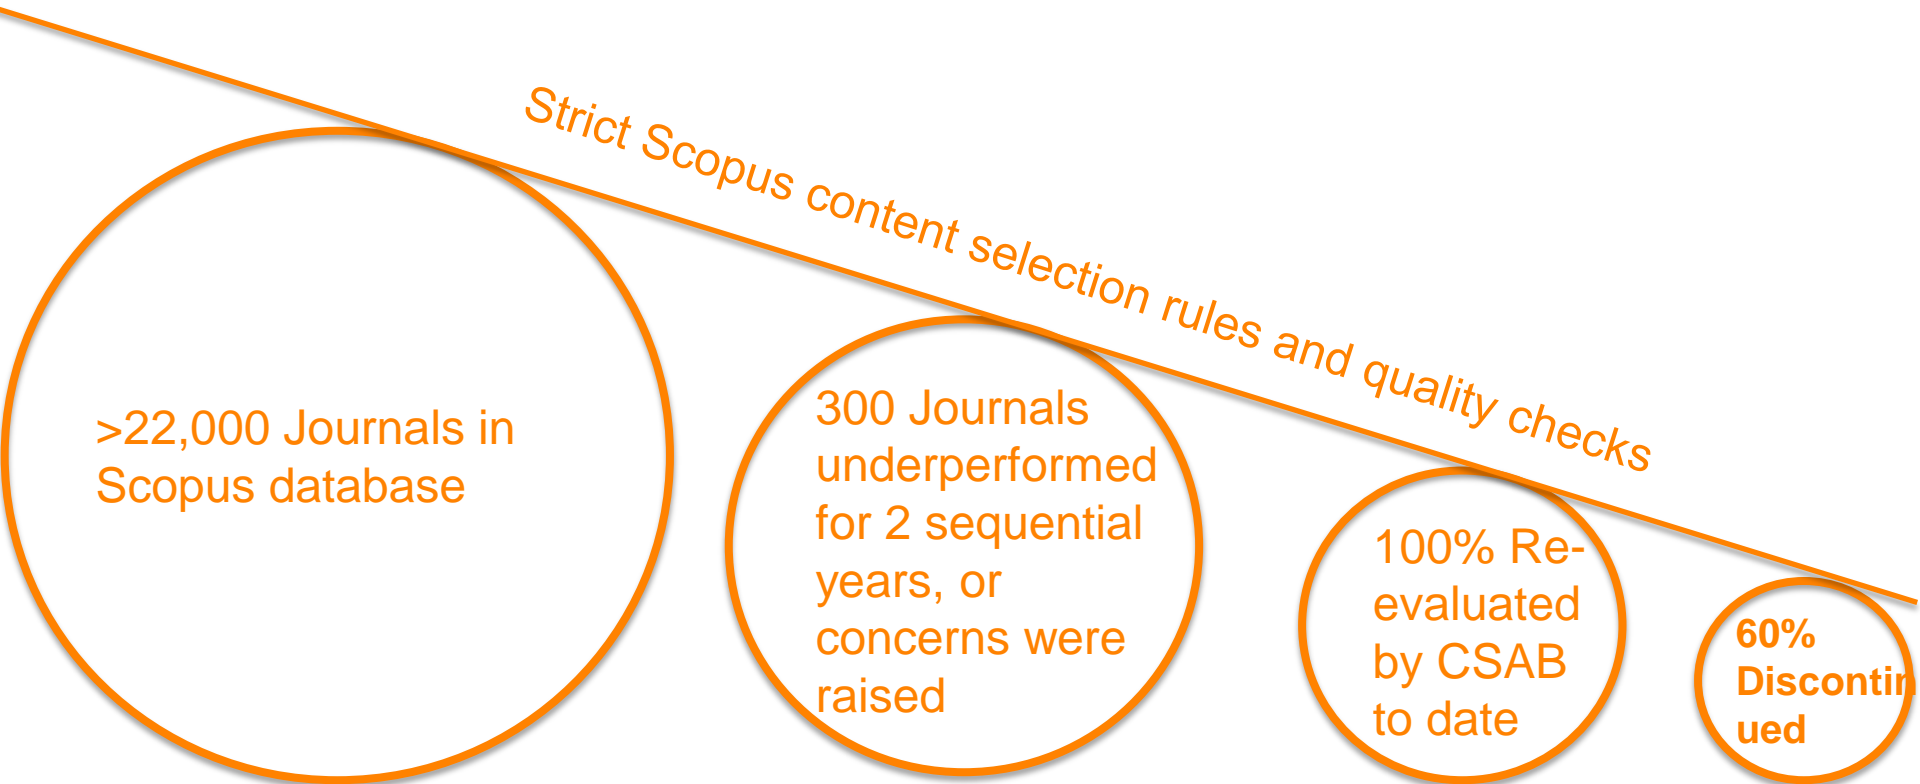 Strict Scopus content selection rules and quality checks
>22,000 Journals in
Scopus database
300 Journals
underperformed
for 2 sequential
years, or
concerns were
raised
100% Re-
evaluated
by CSAB
to date
60%
Discontin
ued